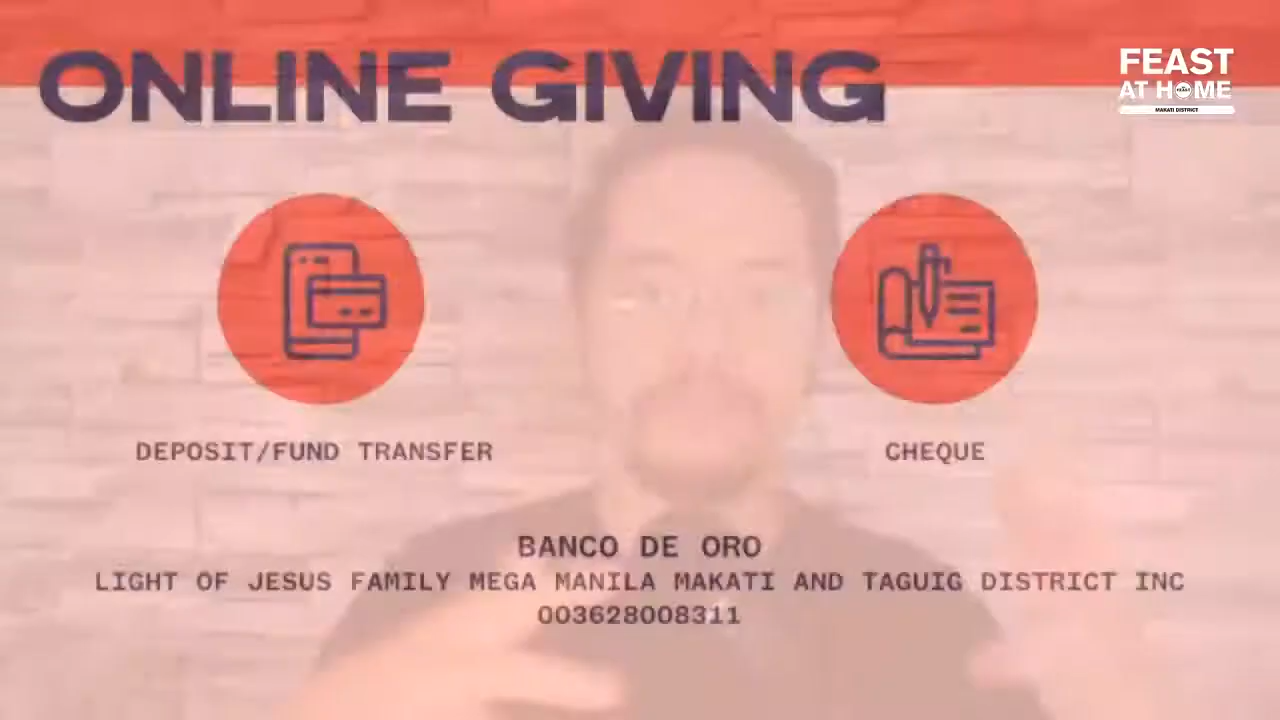 ONLINE GIVING
FEAST
AT HOME
MAKATI DISTRICT
DEPOSIT/FUND TRANSFER
CHEQUE
BANCO DE ORO
LIGHT OF JESUS FAMILY MEGA MANILA MAKATI AND TAGUIG DISTRICT INC
003628008311